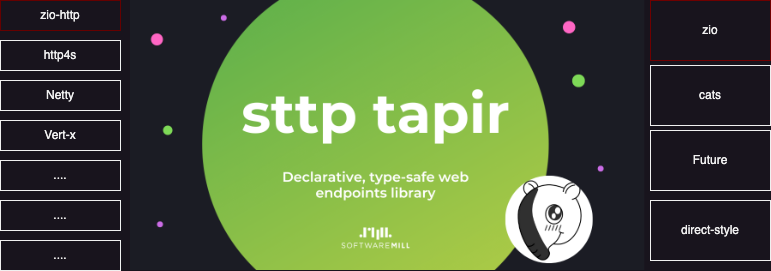 zio-http
http4s
Netty
Vert-x
....
....
....
sttp tapir
Declarative, type-safe web
endpoints library
SOFTWAREMILL
zio
cats
Future
direct-style